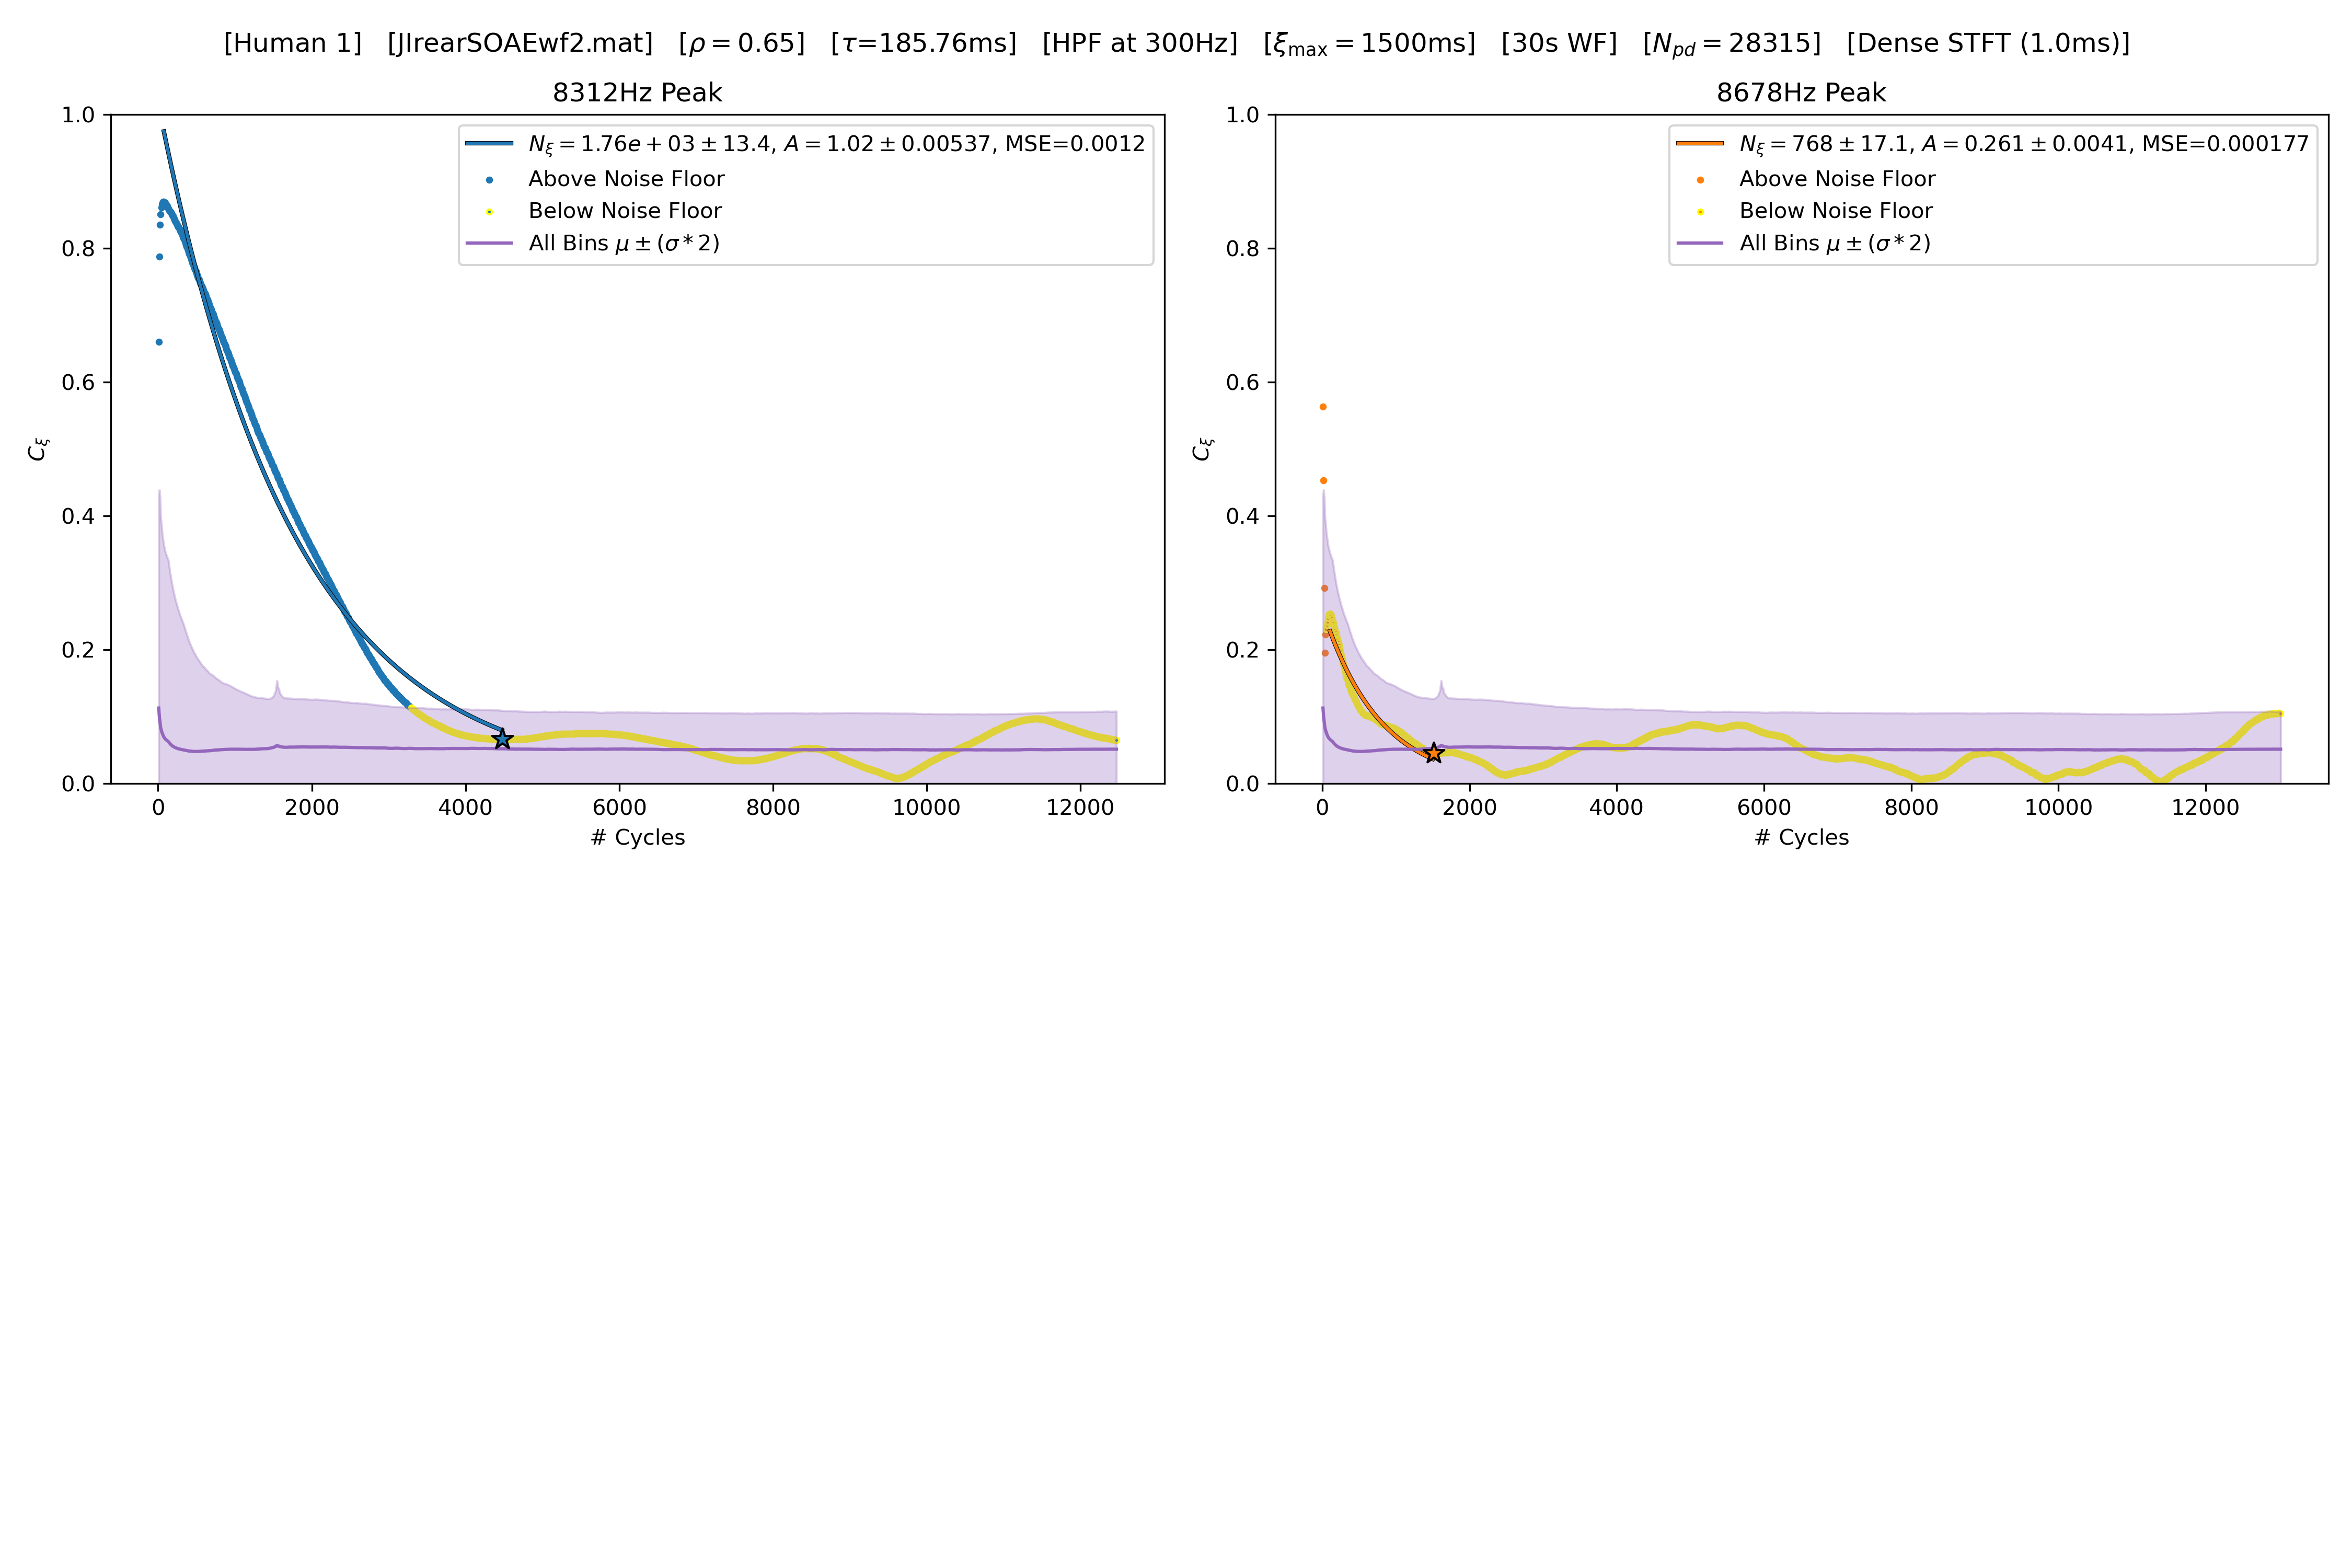 [Human 1] [JIrearSOAEwf2.mat] [ρ = 0.65] [τ=185.76ms] [HPF at 300Hz] [ξmax = 1500ms] [30s WF] [Npd = 28315] [Dense STFT (1.0ms)]
8312Hz Peak
1.0
0.8
0.6
0.4
0.2
0.0
Cξ
Nξ = 1.76e + 03 ± 13.4, A = 1.02 ± 0.00537, MSE=0.0012
Above Noise Floor
Below Noise Floor
All Bins μ ± (σ * 2)
0 2000 4000 6000 8000 10000 12000
# Cycles
8678Hz Peak
1.0
0.8
0.6
0.4
0.2
0.0
Cξ
Nξ = 768 ± 17.1, A = 0.261 ± 0.0041, MSE=0.000177
Above Noise Floor
Below Noise Floor
All Bins μ ± (σ * 2)
0 2000 4000 6000 8000 10000 12000
# Cycles